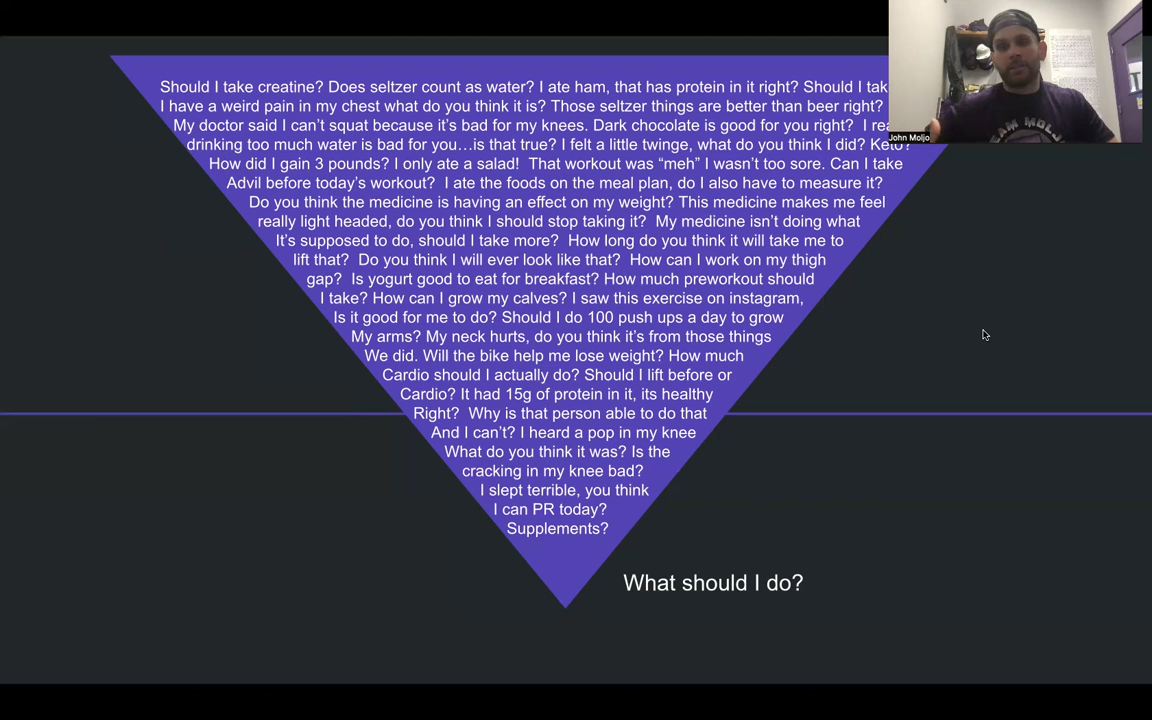 Should I take creatine? Does seltzer count as water? I ate ham, that has protein in it right? Should I
I have a weird pain in my chest what do you think it is? Those seltzer things are better than beer right?
My doctor said I can't squat because it's bad for my knees. Dark chocolate is good for you right? I
drinking too much water is bad for you…is that true? I felt a little twinge, what do you think I did? Keto?
How did I gain 3 pounds? I only ate a salad! That workout was "meh" I wasn't too sore. Can I take
Advil before today's workout? I ate the foods on the meal plan, do I also have to measure it?
Do you think the medicine is having an effect on my weight? This medicine makes me feel
really light headed, do you think I should stop taking it? My medicine isn't doing what
It's supposed to do, should I take more? How long do you think it will take me to
lift that? Do you think I will ever look like that? How can I work on my thigh
gap? Is yogurt good to eat for breakfast? How much preworkout should
I take? How can I grow my calves? I saw this exercise on instagram,
Is it good for me to do? Should I do 100 push ups a day to grow
My arms? My neck hurts, do you think it's from those things
We did. Will the bike help me lose weight? How much
Cardio should I actually do? Should I lift before or
Cardio? It had 15g of protein in it, its healthy
Right? Why is that person able to do that
And I can't? I heard a pop in my knee
What do you think it was? Is the
cracking in my knee bad?
I slept terrible, you think
I can PR today?
Supplements?
What should I do?
John Moljo
TEAM MOLJO